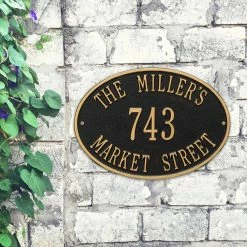 THE MILLER'S
743
MARKET STREET